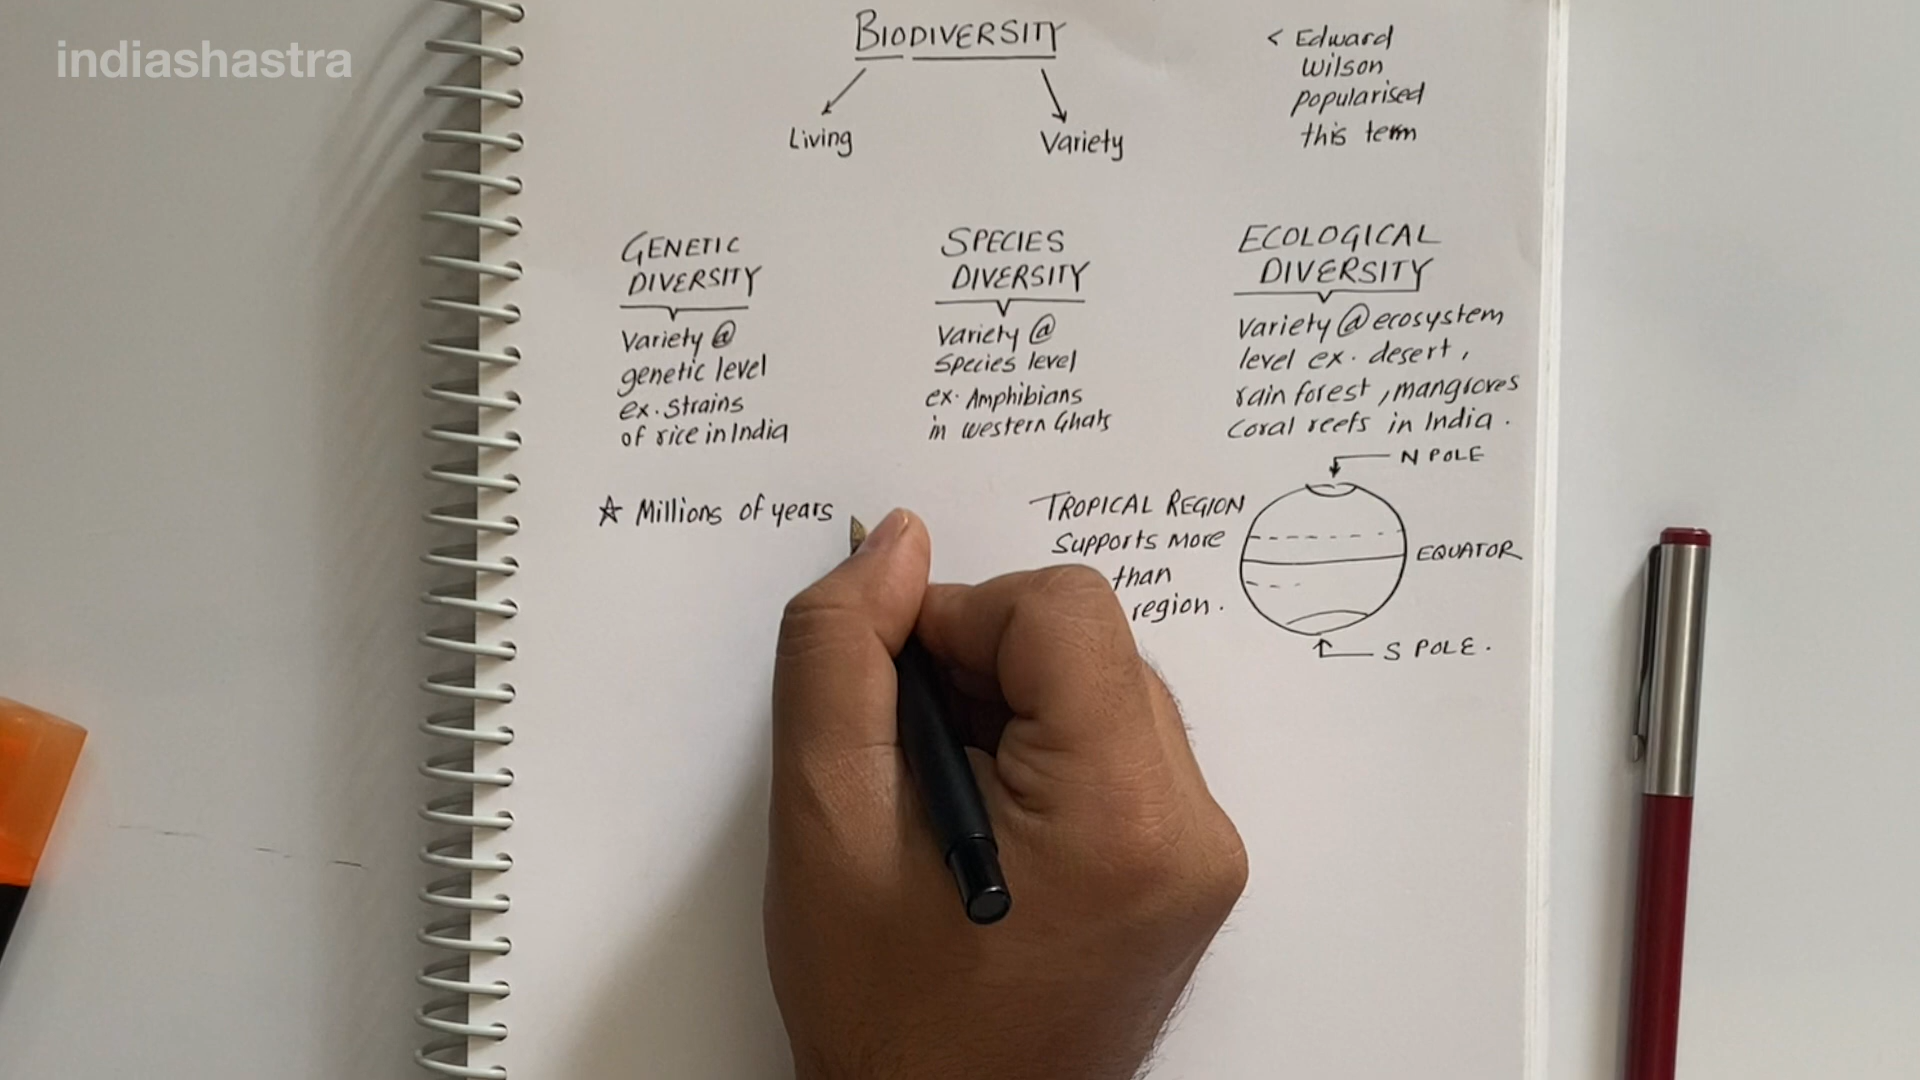 indiashastra
BIODIVERSITY
Living
Variety
< Edward
Wilson
popularised
this term
GENETIC
DIVERSITY
Variety @
genetic level
ex. strains
of rice in India
SPECIES
DIVERSITY
Variety @
species level
ex. Amphibians
in western Ghats
ECOLOGICAL
DIVERSITY
Variety @ ecosystem
level ex. desert,
rain forest, mangroves
coral reefs in India.
☆ Millions of years
TROPICAL REGION
supports more
than
region.
N POLE
EQUATOR
S POLE.